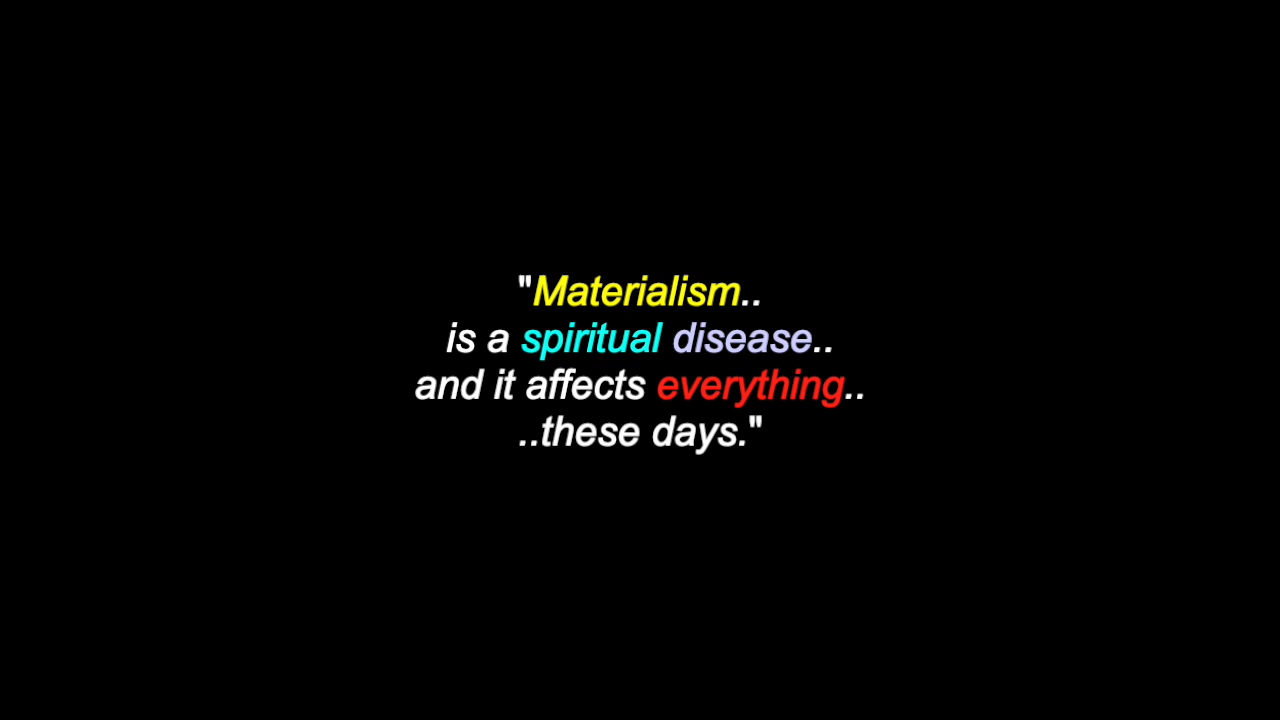 "Materialism..
is a spiritual disease..
and it affects everything..
..these days."